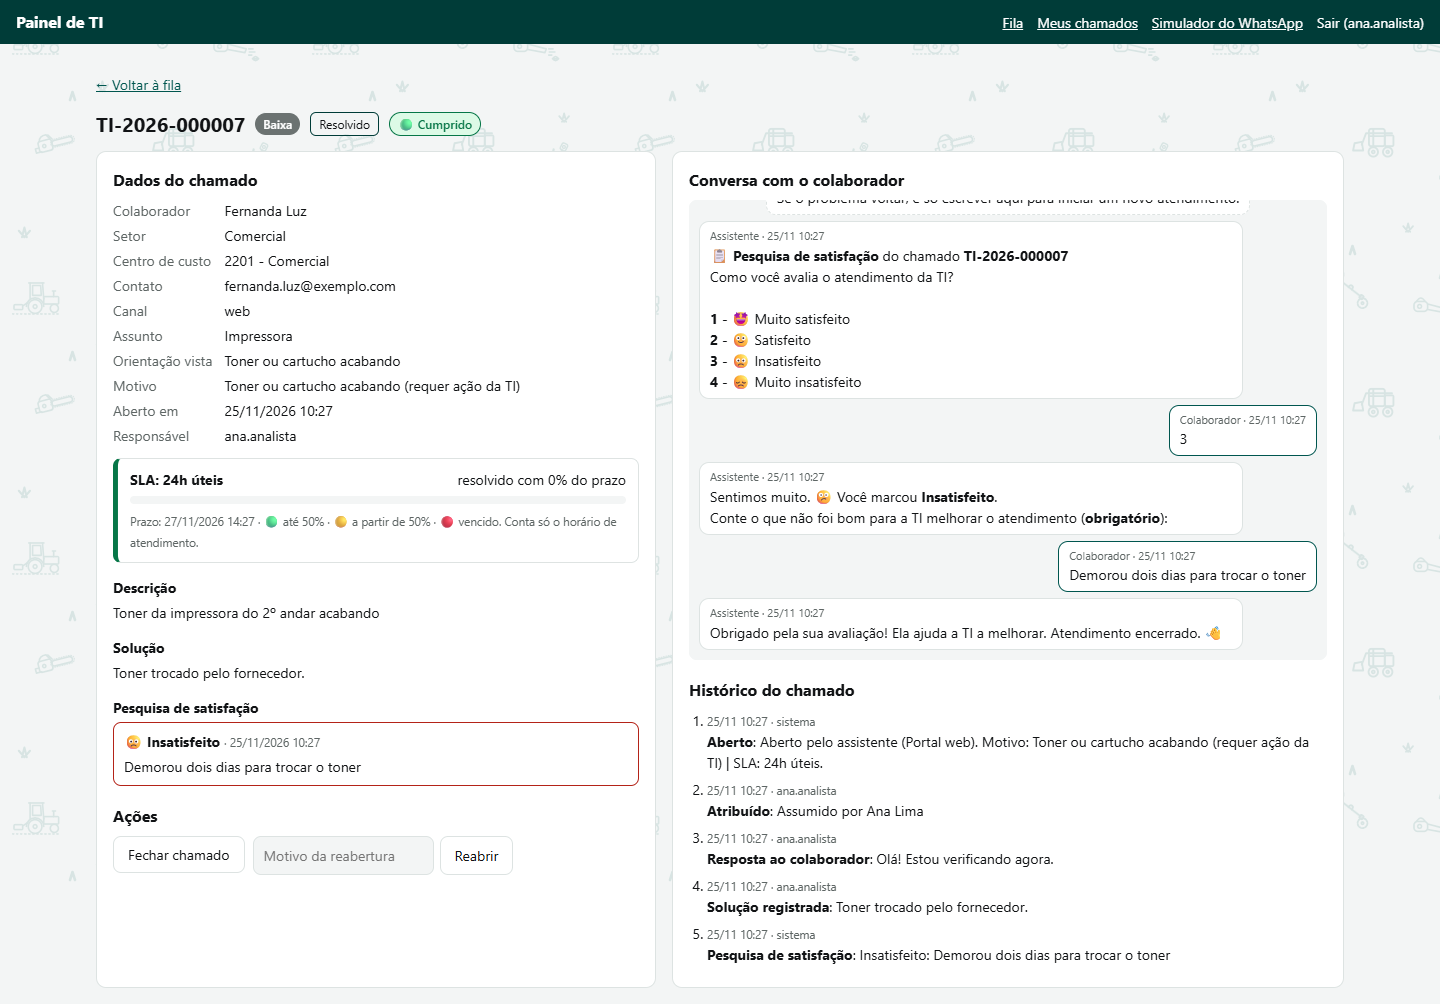 Painel de TI
Fila
Meus chamados
Simulador do WhatsApp
Sair (ana.analista)
← Voltar à fila
TI-2026-000007
Baixa
Resolvido
Cumprido
Dados do chamado
Colaborador Fernanda Luz
Setor Comercial
Centro de custo 2201 - Comercial
Contato fernanda.luz@exemplo.com
Canal web
Assunto Impressora
Orientação vista Toner ou cartucho acabando
Motivo Toner ou cartucho acabando (requer ação da TI)
Aberto em 25/11/2026 10:27
Responsável ana.analista
SLA: 24h úteis resolvido com 0% do prazo
Prazo: 27/11/2026 14:27 · 🟢 até 50% · 🟡 a partir de 50% · 🔴 vencido. Conta só o horário de
atendimento.
Descrição
Toner da impressora do 2º andar acabando
Solução
Toner trocado pelo fornecedor.
Pesquisa de satisfação
Insatisfeito · 25/11/2026 10:27
Demorou dois dias para trocar o toner
Ações
Fechar chamado
Motivo da reabertura
Reabrir
Conversa com o colaborador
Se o problema voltar, é só escrever aqui para iniciar um novo atendimento.
Assistente · 25/11 10:27
📋 Pesquisa de satisfação do chamado TI-2026-000007
Como você avalia o atendimento da TI?
1 - 🤩 Muito satisfeito
2 - 🙂 Satisfeito
3 - 🙁 Insatisfeito
4 - 😞 Muito insatisfeito
Colaborador · 25/11 10:27
3
Assistente · 25/11 10:27
Sentimos muito. 🙁 Você marcou Insatisfeito.
Conte o que não foi bom para a TI melhorar o atendimento (obrigatório):
Colaborador · 25/11 10:27
Demorou dois dias para trocar o toner
Assistente · 25/11 10:27
Obrigado pela sua avaliação! Ela ajuda a TI a melhorar. Atendimento encerrado. 👋
Histórico do chamado
1. 25/11 10:27 · sistema
Aberto: Aberto pelo assistente (Portal web). Motivo: Toner ou cartucho acabando (requer ação da
TI) | SLA: 24h úteis.
2. 25/11 10:27 · ana.analista
Atribuído: Assumido por Ana Lima
3. 25/11 10:27 · ana.analista
Resposta ao colaborador: Olá! Estou verificando agora.
4. 25/11 10:27 · ana.analista
Solução registrada: Toner trocado pelo fornecedor.
5. 25/11 10:27 · sistema
Pesquisa de satisfação: Insatisfeito: Demorou dois dias para trocar o toner